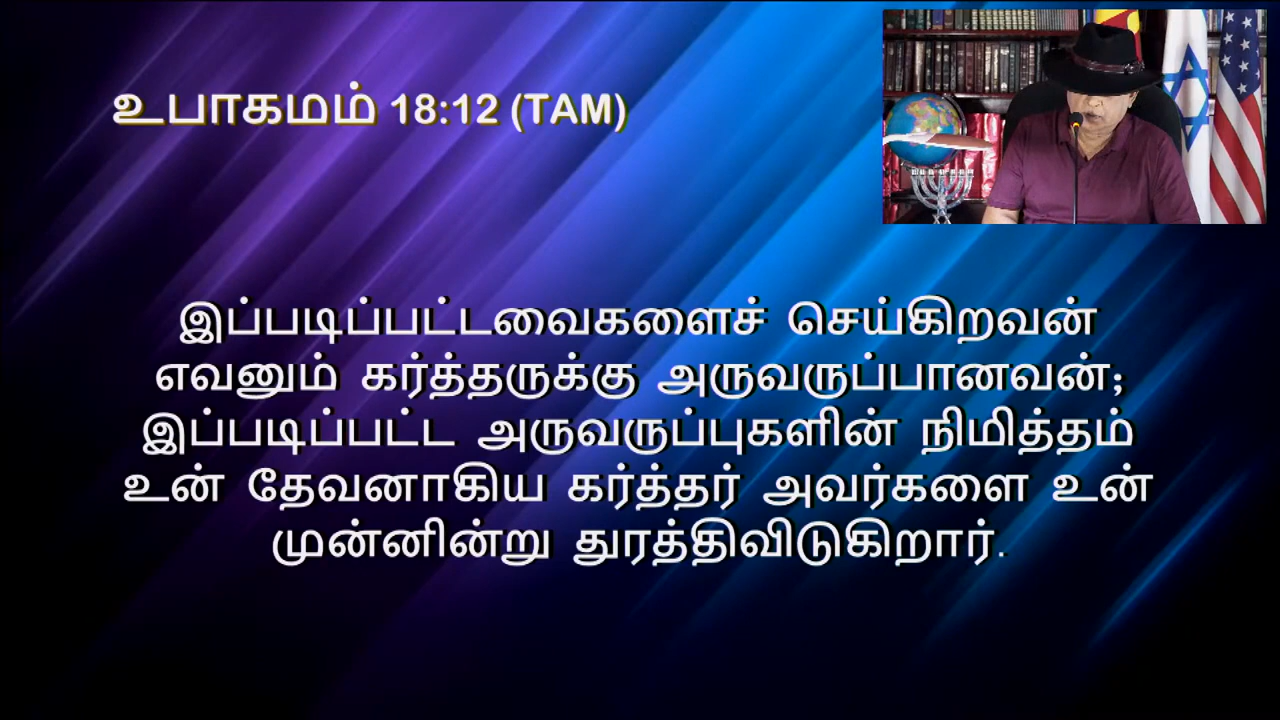 உபாகமம் 18:12 (TAM)
இப்படிப்பட்டவைகளைச் செய்கிறவன்
எவனும் கர்த்தருக்கு அருவருப்பானவன்;
இப்படிப்பட்ட அருவருப்புகளின் நிமித்தம்
உன் தேவனாகிய கர்த்தர் அவர்களை உன்
முன்னின்று துரத்திவிடுகிறார்.